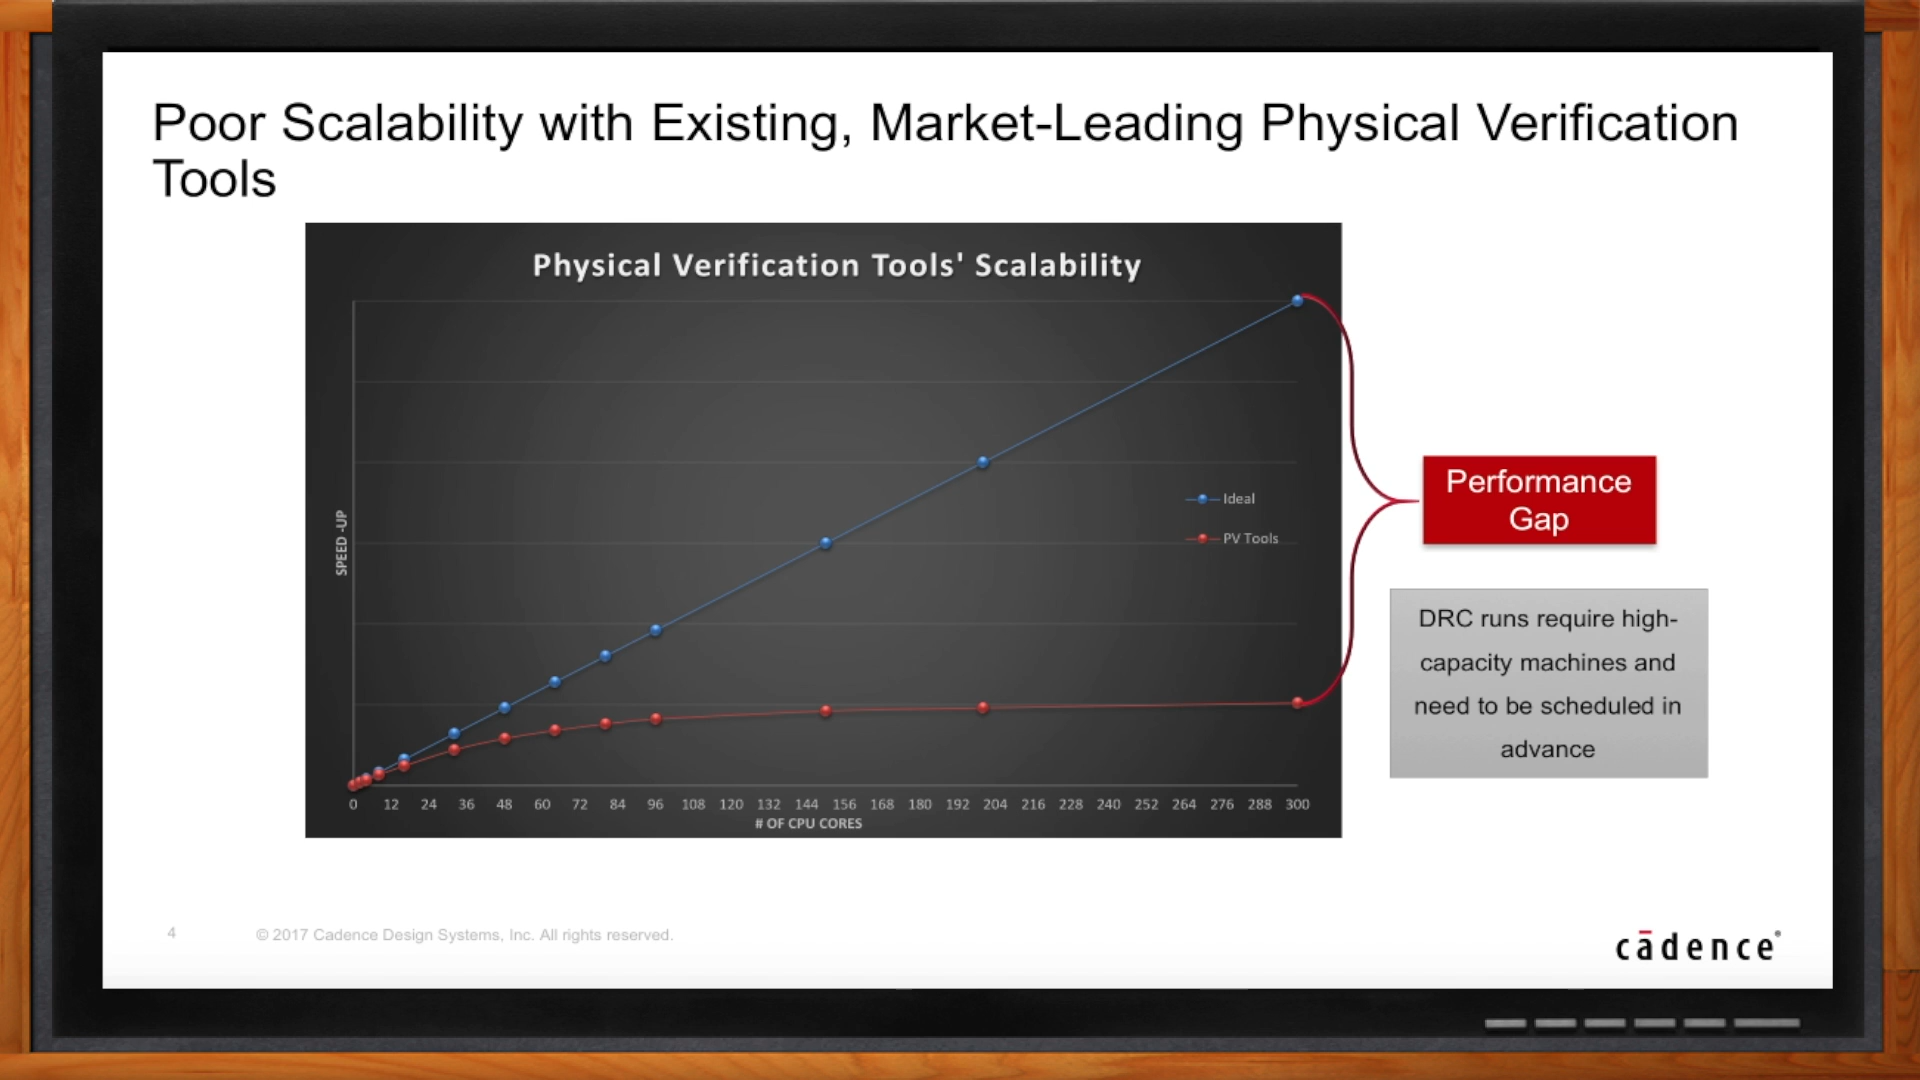 Poor Scalability with Existing, Market-Leading Physical Verification
Tools
Physical Verification Tools' Scalability
SPEED -UP
Ideal
PV Tools
0 12 24 36 48 60 72 84 96 108 120 132 144 156 168 180 192 204 216 228 240 252 264 276 288 300
# OF CPU CORES
Performance
Gap
DRC runs require high-
capacity machines and
need to be scheduled in
advance
4
© 2017 Cadence Design Systems, Inc. All rights reserved.
cādence®